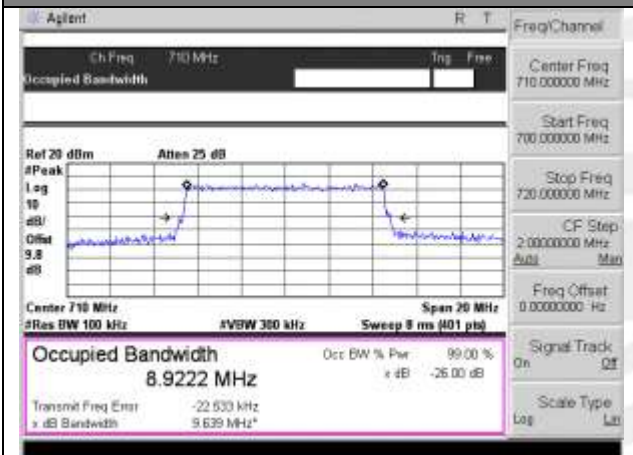 Agilent R T
Ch Freq 710 MHz Trig Free
Occupied Bandwidth
Ref 20 dBm Atten 25 dB
#Peak
Log
10
dB/
Offst
9.8
dB
Center 710 MHz Span 20 MHz
#Res BW 100 kHz #VBW 300 kHz Sweep 8 ms (401 pts)
Occupied Bandwidth Occ BW % Pwr 99.00 %
8.9222 MHz x dB -26.00 dB
Transmit Freq Error -22.633 kHz
x dB Bandwidth 9.639 MHz*
Freq/Channel
Center Freq
710.000000 MHz
Start Freq
700.000000 MHz
Stop Freq
720.000000 MHz
CF Step
2.00000000 MHz
Auto Man
Freq Offset
0.00000000 Hz
Signal Track
On Off
Scale Type
Log Lin